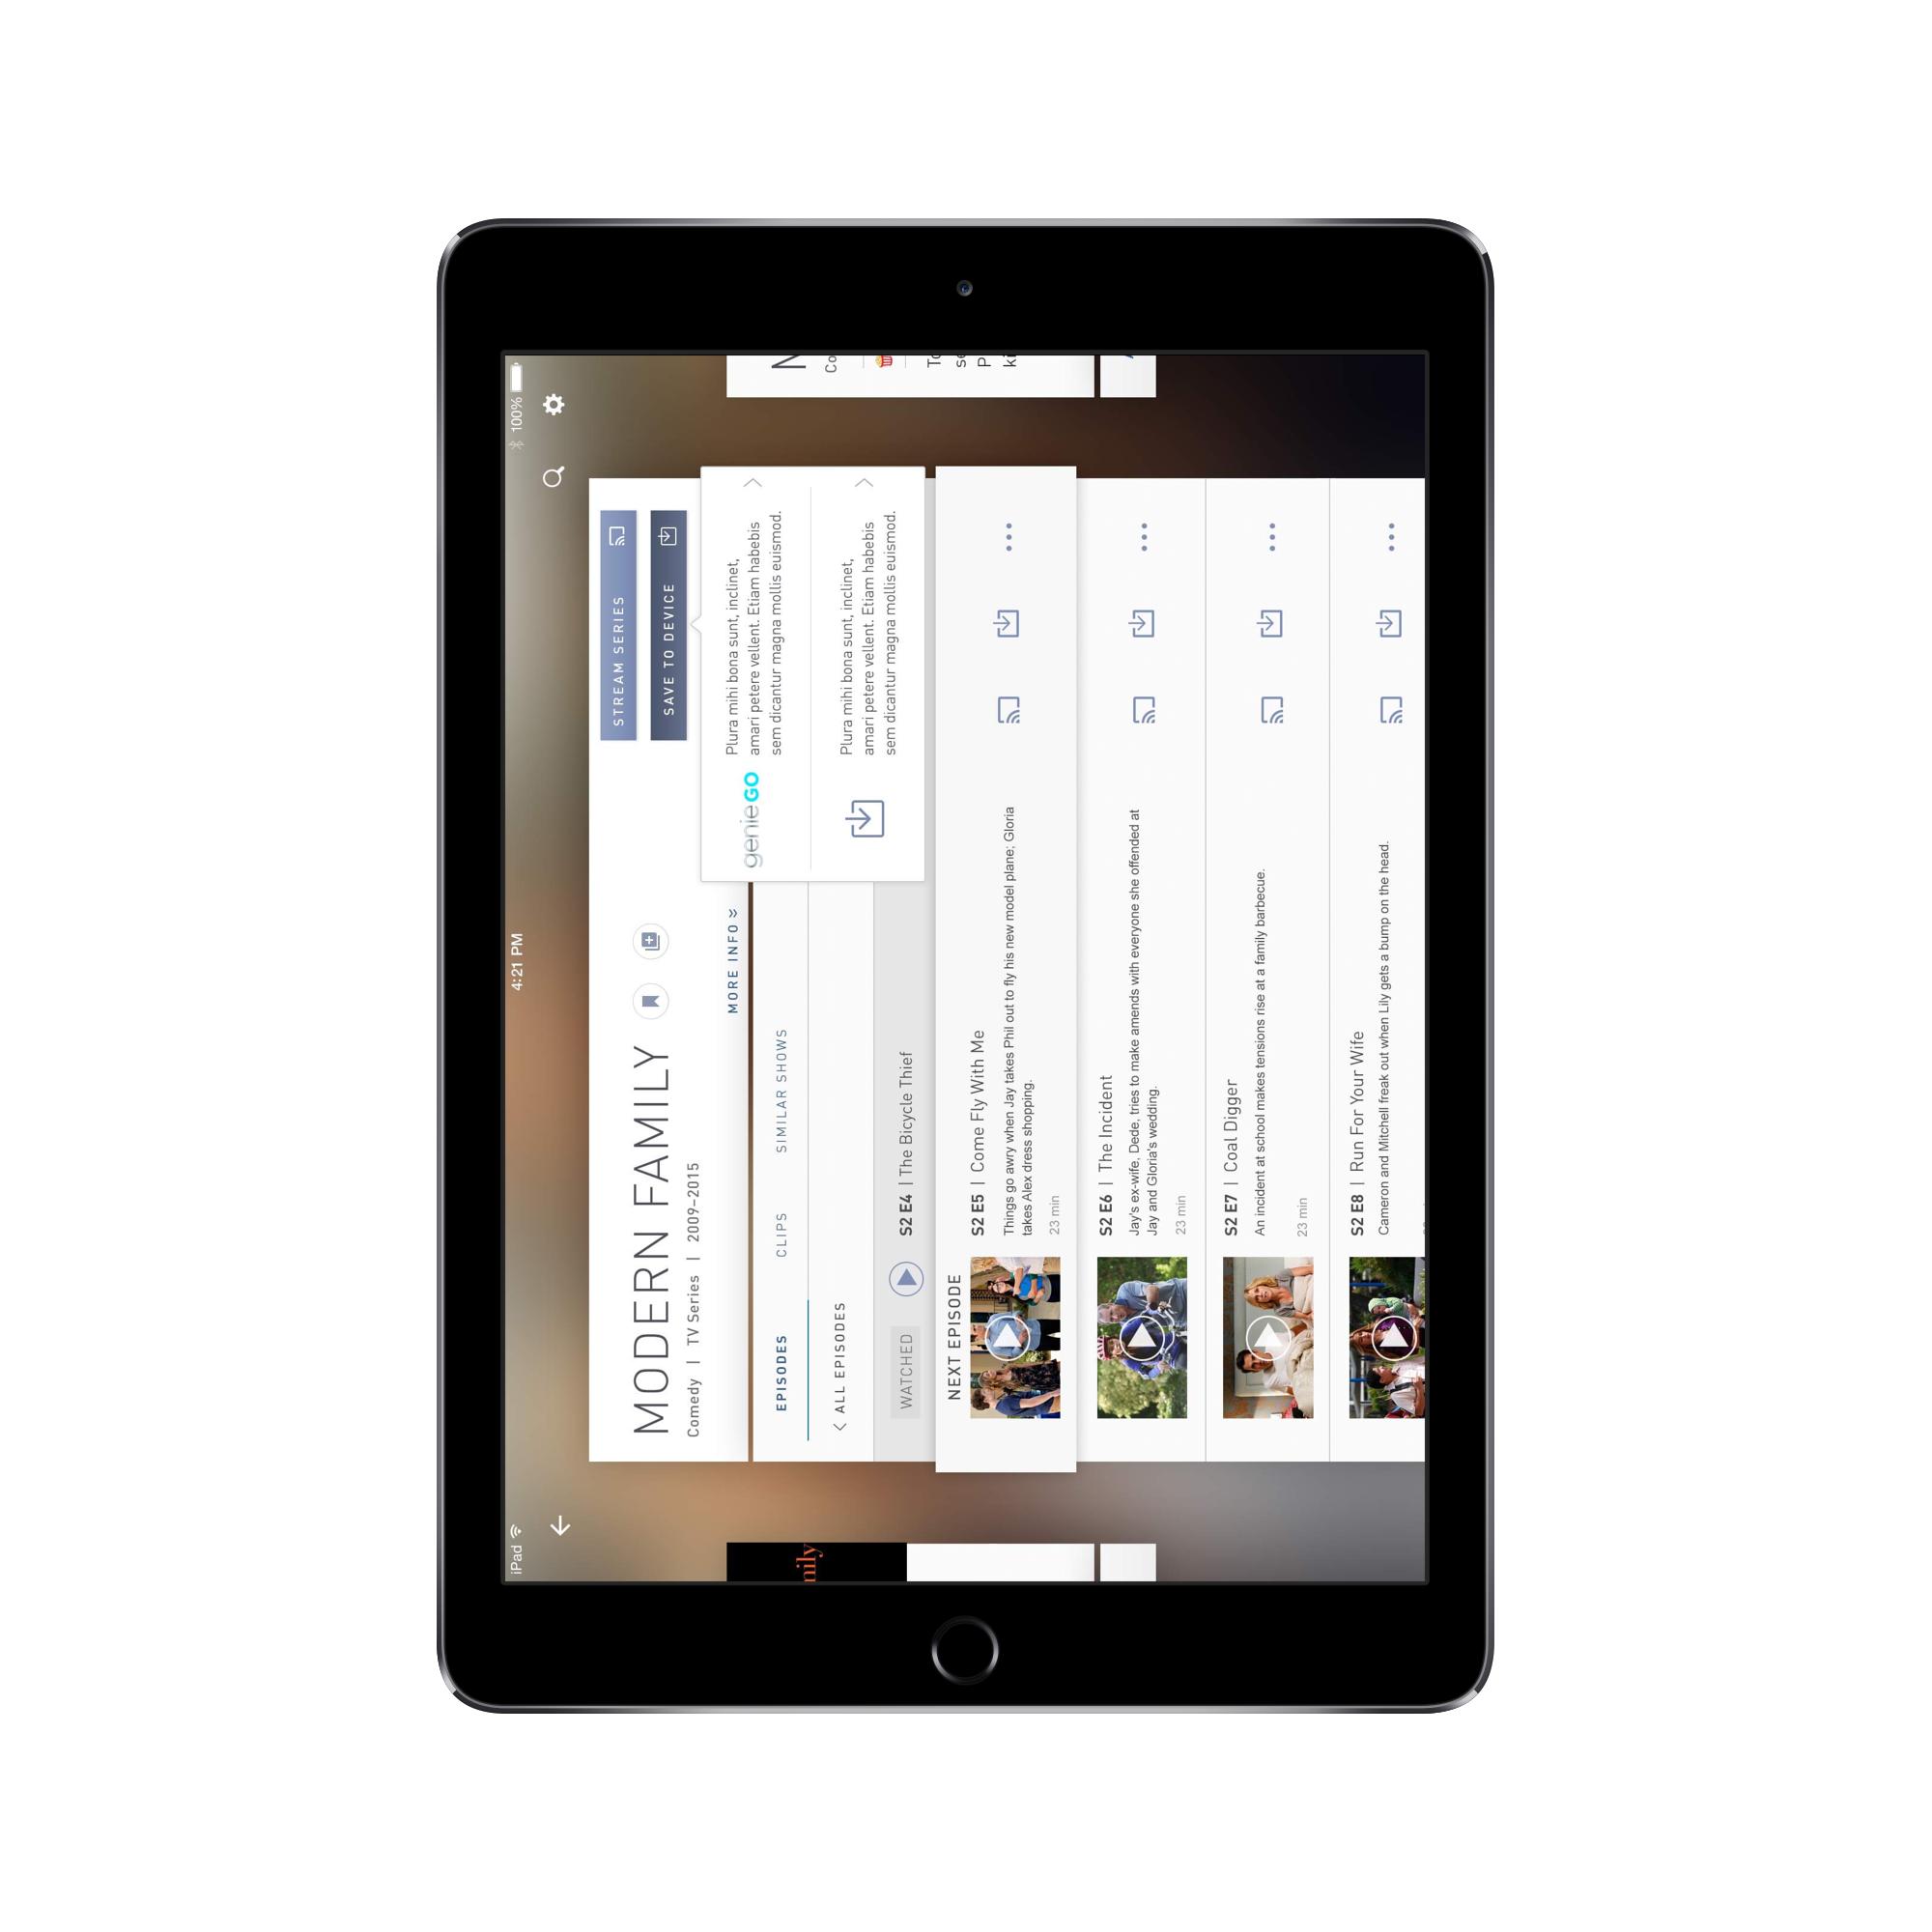 iPad
4:21 PM
100%
MODERN FAMILY
Comedy | TV Series | 2009-2015
MORE INFO
STREAM SERIES
SAVE TO DEVICE
genieGO
Plura mihi bona sunt, inclinet,
amari petere vellent. Etiam habebis
sem dicantur magna mollis euismod.
Plura mihi bona sunt, inclinet,
amari petere vellent. Etiam habebis
sem dicantur magna mollis euismod.
EPISODES
CLIPS
SIMILAR SHOWS
< ALL EPISODES
WATCHED
S2 E4 | The Bicycle Thief
NEXT EPISODE
S2 E5 | Come Fly With Me
Things go awry when Jay takes Phil out to fly his new model plane; Gloria
takes Alex dress shopping.
23 min
S2 E6 | The Incident
Jay's ex-wife, Dede, tries to make amends with everyone she offended at
Jay and Gloria's wedding.
23 min
S2 E7 | Coal Digger
An incident at school makes tensions rise at a family barbecue.
23 min
S2 E8 | Run For Your Wife
Cameron and Mitchell freak out when Lily gets a bump on the head.
nily
Co
To
se
P
ki